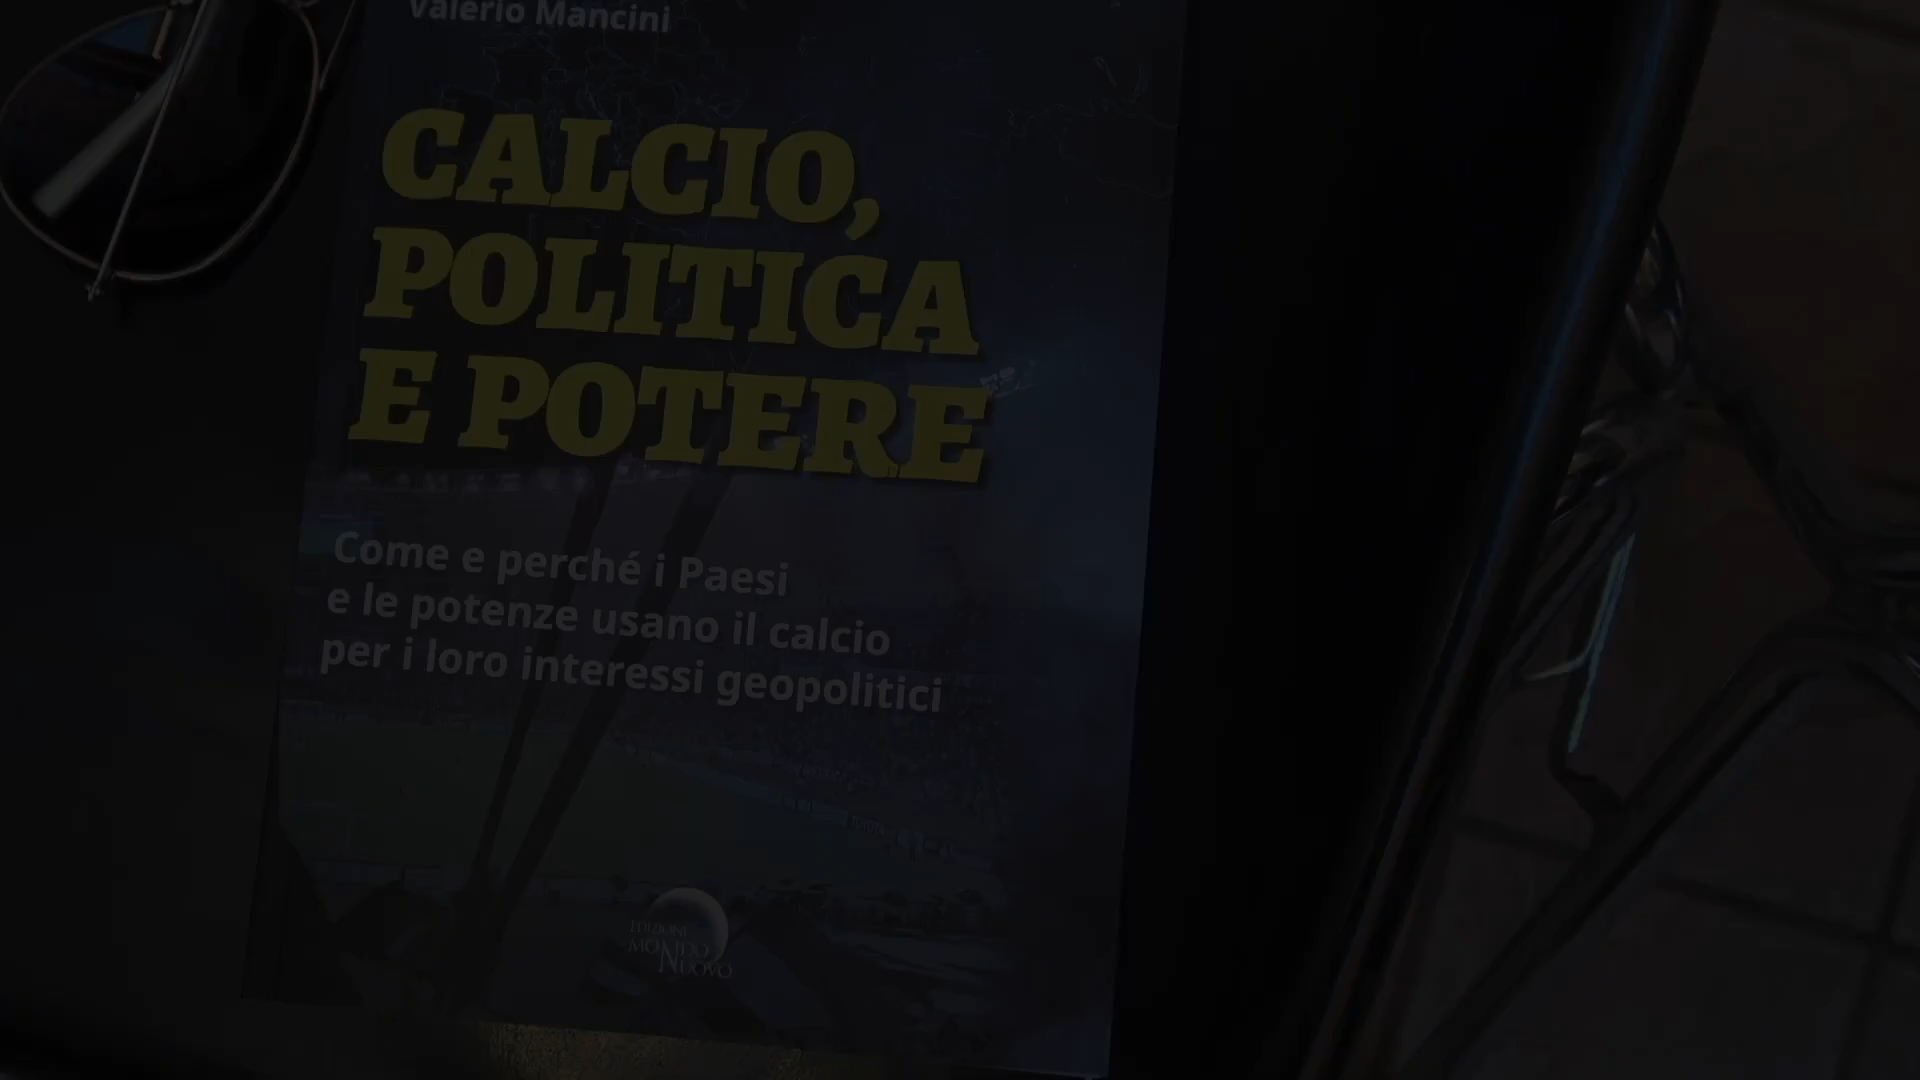 Valerio Mancini
CALCIO,
POLITICA
E POTERE
Come e perché i Paesi
e le potenze usano il calcio
per i loro interessi geopolitici
TOYOTA
EDIZIONI
MONDO
NUOVO